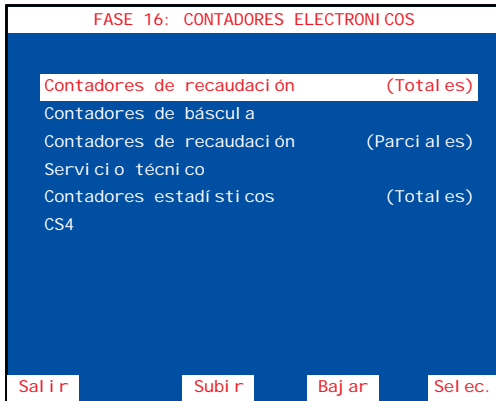 FASE 16: CONTADORES ELECTRONICOS
Contadores de recaudación (Totales)
Contadores de báscula
Contadores de recaudación (Parciales)
Servicio técnico
Contadores estadísticos (Totales)
CS4
Salir Subir Bajar Selec.